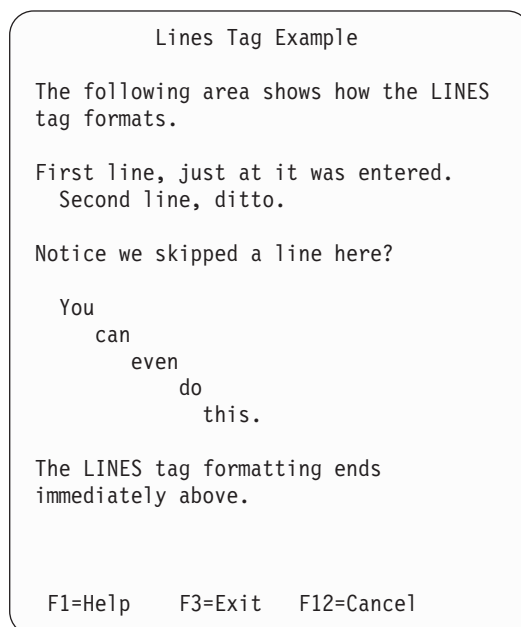 Lines Tag Example
The following area shows how the LINES
tag formats.
First line, just at it was entered.
Second line, ditto.
Notice we skipped a line here?
You
can
even
do
this.
The LINES tag formatting ends
immediately above.
F1=Help F3=Exit F12=Cancel